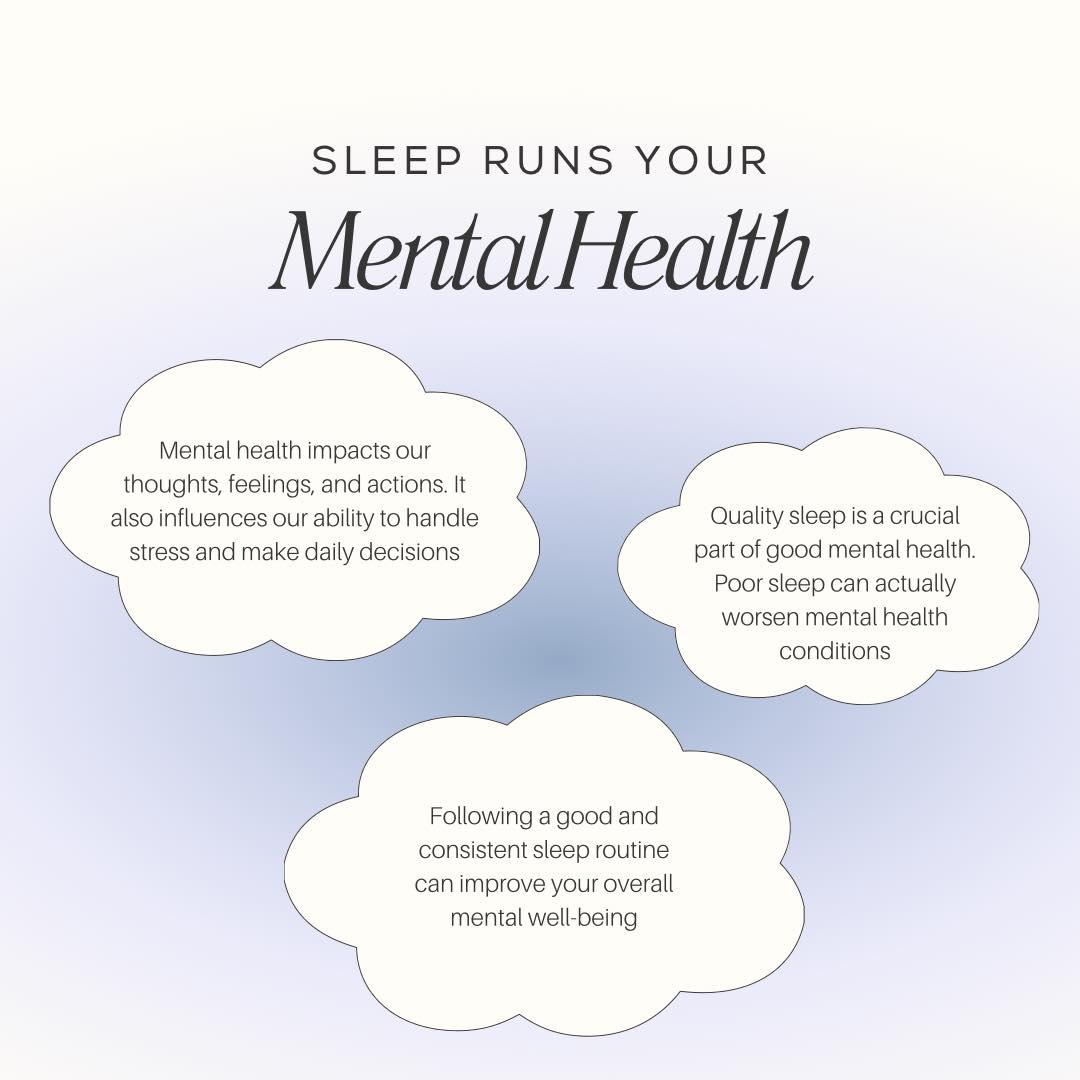 SLEEP RUNS YOUR
Mental Health
Mental health impacts our
thoughts, feelings, and actions. It
also influences our ability to handle
stress and make daily decisions
Quality sleep is a crucial
part of good mental health.
Poor sleep can actually
worsen mental health
conditions
Following a good and
consistent sleep routine
can improve your overall
mental well-being